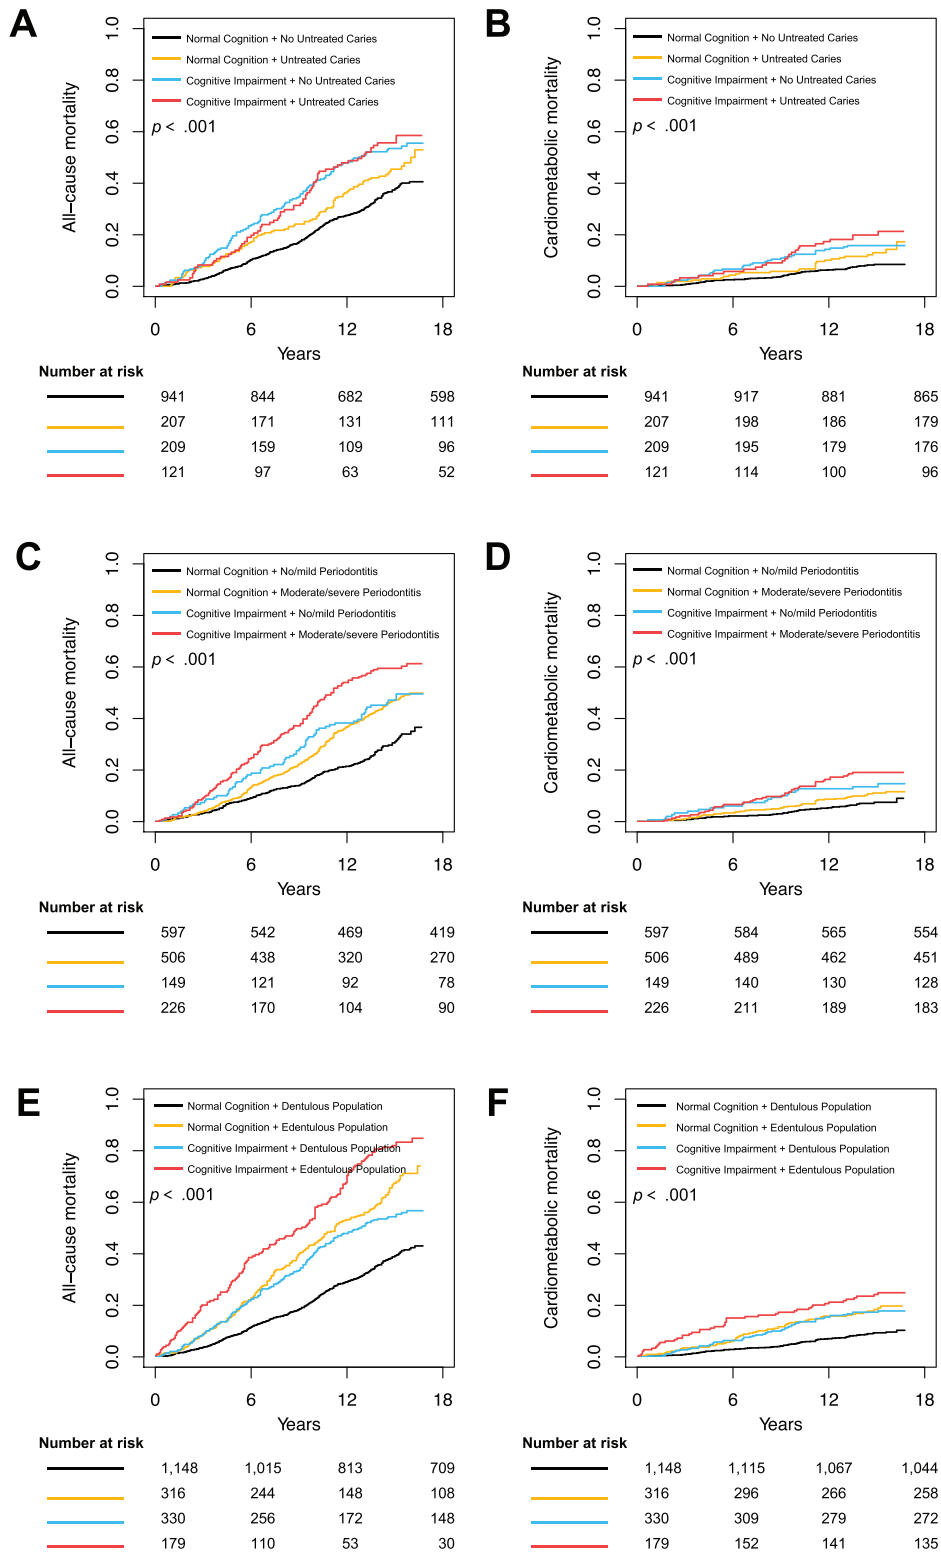 A
All−cause mortality
1.0
0.8
0.6
0.4
0.2
0.0
Normal Cognition + No Untreated Caries
Normal Cognition + Untreated Caries
Cognitive Impairment + No Untreated Caries
Cognitive Impairment + Untreated Caries
p < .001
0 6 12 18
Years
Number at risk
941 844 682 598
207 171 131 111
209 159 109 96
121 97 63 52
B
Cardiometabolic mortality
1.0
0.8
0.6
0.4
0.2
0.0
Normal Cognition + No Untreated Caries
Normal Cognition + Untreated Caries
Cognitive Impairment + No Untreated Caries
Cognitive Impairment + Untreated Caries
p < .001
0 6 12 18
Years
Number at risk
941 917 881 865
207 198 186 179
209 195 179 176
121 114 100 96
C
All−cause mortality
1.0
0.8
0.6
0.4
0.2
0.0
Normal Cognition + No/mild Periodontitis
Normal Cognition + Moderate/severe Periodontitis
Cognitive Impairment + No/mild Periodontitis
Cognitive Impairment + Moderate/severe Periodontitis
p < .001
0 6 12 18
Years
Number at risk
597 542 469 419
506 438 320 270
149 121 92 78
226 170 104 90
D
Cardiometabolic mortality
1.0
0.8
0.6
0.4
0.2
0.0
Normal Cognition + No/mild Periodontitis
Normal Cognition + Moderate/severe Periodontitis
Cognitive Impairment + No/mild Periodontitis
Cognitive Impairment + Moderate/severe Periodontitis
p < .001
0 6 12 18
Years
Number at risk
597 584 565 554
506 489 462 451
149 140 130 128
226 211 189 183
E
All−cause mortality
1.0
0.8
0.6
0.4
0.2
0.0
Normal Cognition + Dentulous Population
Normal Cognition + Edentulous Population
Cognitive Impairment + Dentulous Population
Cognitive Impairment + Edentulous Population
p < .001
0 6 12 18
Years
Number at risk
1,148 1,015 813 709
316 244 148 108
330 256 172 148
179 110 53 30
F
Cardiometabolic mortality
1.0
0.8
0.6
0.4
0.2
0.0
Normal Cognition + Dentulous Population
Normal Cognition + Edentulous Population
Cognitive Impairment + Dentulous Population
Cognitive Impairment + Edentulous Population
p < .001
0 6 12 18
Years
Number at risk
1,148 1,115 1,067 1,044
316 296 266 258
330 309 279 272
179 152 141 135